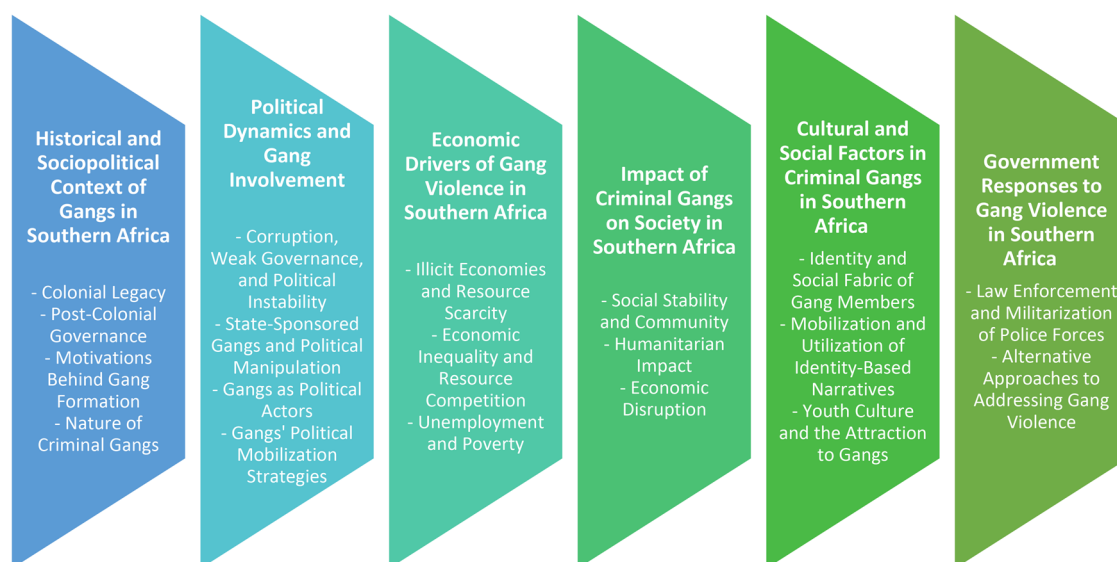 Historical and
Sociopolitical
Context of
Gangs in
Southern Africa
- Colonial Legacy
- Post-Colonial
Governance
- Motivations
Behind Gang
Formation
- Nature of
Criminal Gangs
Political
Dynamics and
Gang
Involvement
- Corruption,
Weak Governance,
and Political
Instability
- State-Sponsored
Gangs and Political
Manipulation
- Gangs as Political
Actors
- Gangs' Political
Mobilization
Strategies
Economic
Drivers of Gang
Violence in
Southern Africa
- Illicit Economies
and Resource
Scarcity
- Economic
Inequality and
Resource
Competition
- Unemployment
and Poverty
Impact of
Criminal Gangs
on Society in
Southern Africa
- Social Stability
and Community
- Humanitarian
Impact
- Economic
Disruption
Cultural and
Social Factors in
Criminal Gangs
in Southern
Africa
- Identity and
Social Fabric of
Gang Members
- Mobilization and
Utilization of
Identity-Based
Narratives
- Youth Culture
and the Attraction
to Gangs
Government
Responses to
Gang Violence
in Southern
Africa
- Law Enforcement
and Militarization
of Police Forces
- Alternative
Approaches to
Addressing Gang
Violence